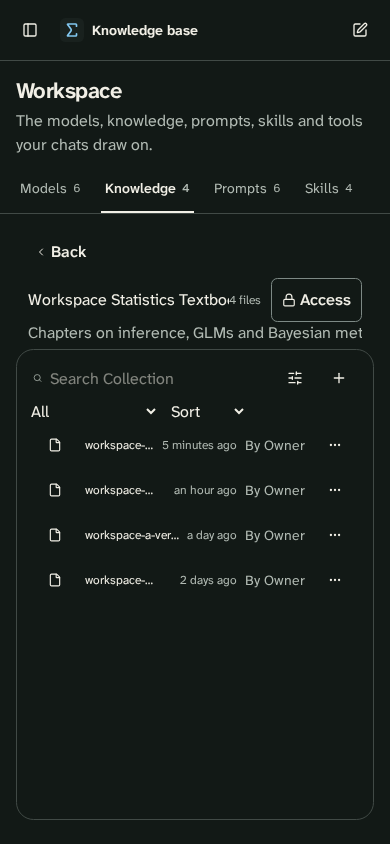 Knowledge base
Workspace
The models, knowledge, prompts, skills and tools
your chats draw on.
Models 6 Knowledge 4 Prompts 6 Skills 4
Back
Workspace Statistics Textbo 4 files Access
Chapters on inference, GLMs and Bayesian met
Search Collection
All Sort
workspace-... 5 minutes ago By Owner
workspace-... an hour ago By Owner
workspace-a-ver... a day ago By Owner
workspace-... 2 days ago By Owner